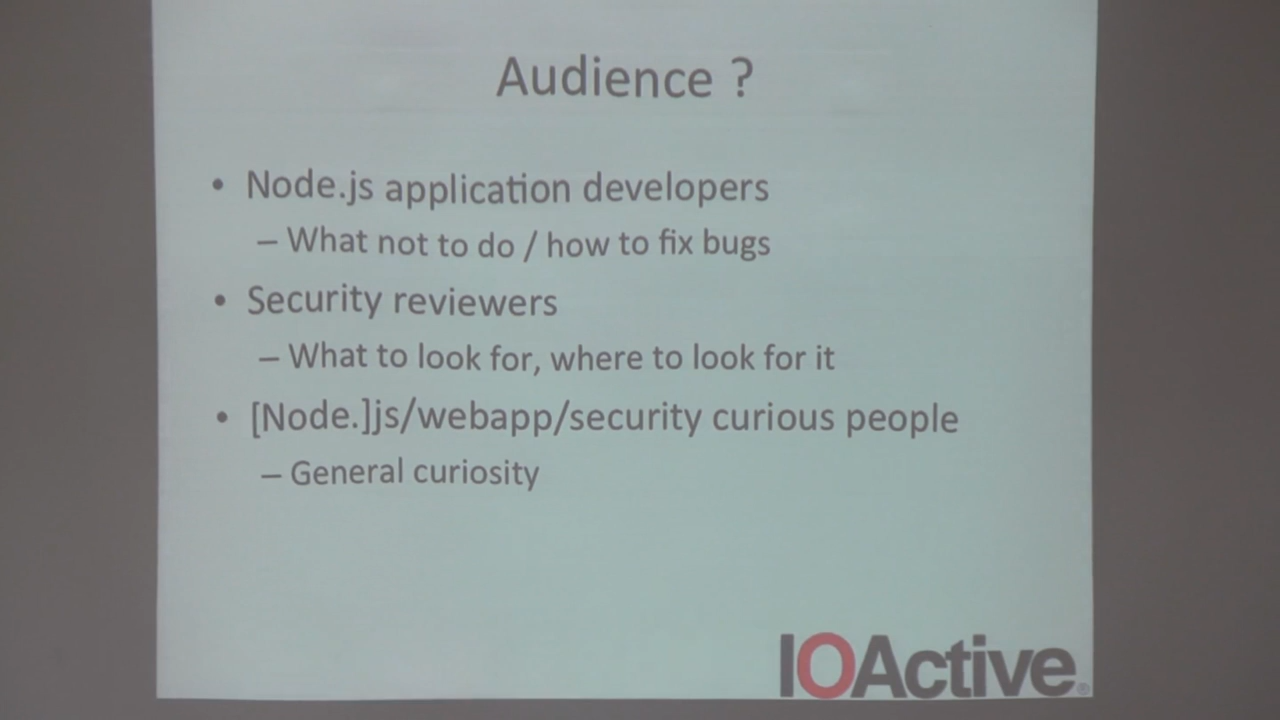 Audience ?
• Node.js application developers
– What not to do / how to fix bugs
• Security reviewers
– What to look for, where to look for it
• [Node.]js/webapp/security curious people
– General curiosity
IOActive®